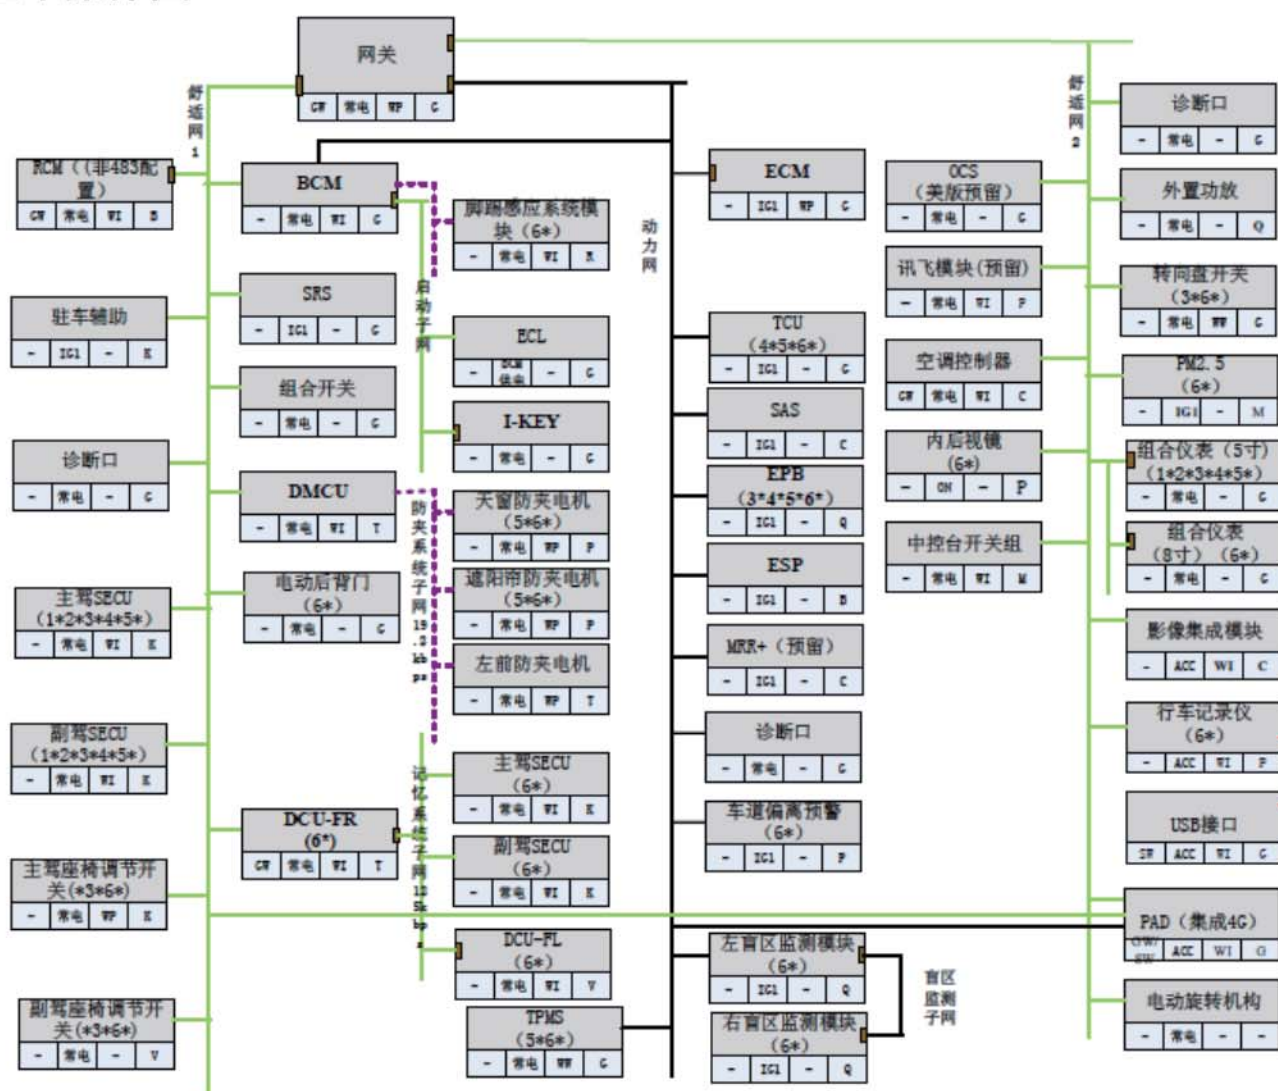 网关
GW 常电 WP G
舒适网1
舒适网2
动力网
RCM（(非483配置）
GW 常电 WI B
驻车辅助
- IG1 - K
诊断口
- 常电 - G
主驾SECU
（1*2*3*4*5*）
- 常电 WI K
副驾SECU
（1*2*3*4*5*）
- 常电 WI K
主驾座椅调节开
关(*3*6*)
- 常电 WP K
副驾座椅调节开
关(*3*6*)
- 常电 - V
BCM
- 常电 WI G
SRS
- IG1 - G
组合开关
- 常电 - G
DMCU
- 常电 WI T
电动后背门
（6*）
- 常电 - G
DCU-FR
(6*)
GW 常电 WI T
启动子网
脚踢感应系统模
块（6*）
- 常电 WI K
ECL
- BCM供电 - G
I-KEY
- 常电 - G
防夹系统子网19.2kbps
天窗防夹电机
（5*6*）
- 常电 WP P
遮阳帘防夹电机
（5*6*）
- 常电 WP P
左前防夹电机
- 常电 WP T
记忆系统子网125kbps
主驾SECU
（6*）
- 常电 WI K
副驾SECU
（6*）
- 常电 WI K
DCU-FL
（6*）
- 常电 WI V
TPMS
（5*6*）
- 常电 WW G
ECM
- IG1 WP G
TCU
（4*5*6*）
- IG1 - G
SAS
- IG1 - C
EPB
（3*4*5*6*）
- IG1 - Q
ESP
- IG1 - B
MRR+（预留）
- IG1 - C
诊断口
- 常电 - G
车道偏离预警
（6*）
- IG1 - P
左盲区监测模块
（6*）
- IG1 - Q
右盲区监测模块
（6*）
- IG1 - Q
盲区
监测
子网
OCS
（美版预留）
- 常电 - G
讯飞模块(预留)
- 常电 WI P
空调控制器
GW 常电 WI C
内后视镜
(6*)
- ON - P
中控台开关组
- 常电 WI M
诊断口
- 常电 - G
外置功放
- 常电 - Q
转向盘开关
（3*6*）
- 常电 WW G
PM2.5
（6*）
- IG1 - M
组合仪表（5寸）
（1*2*3*4*5*）
- 常电 - G
组合仪表
（8寸）（6*）
- 常电 - G
影像集成模块
- ACC WI C
行车记录仪
（6*）
- ACC WI P
USB接口
SW ACC WI G
PAD（集成4G）
GW/SW ACC WI G
电动旋转机构
- 常电 - -